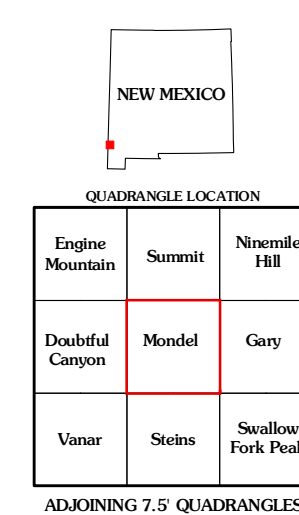 NEW MEXICO
QUADRANGLE LOCATION
Engine
Mountain
Summit
Ninemile
Hill
Doubtful
Canyon
Mondel
Gary
Vanar
Steins
Swallow
Fork Peak
ADJOINING 7.5' QUADRANGLES